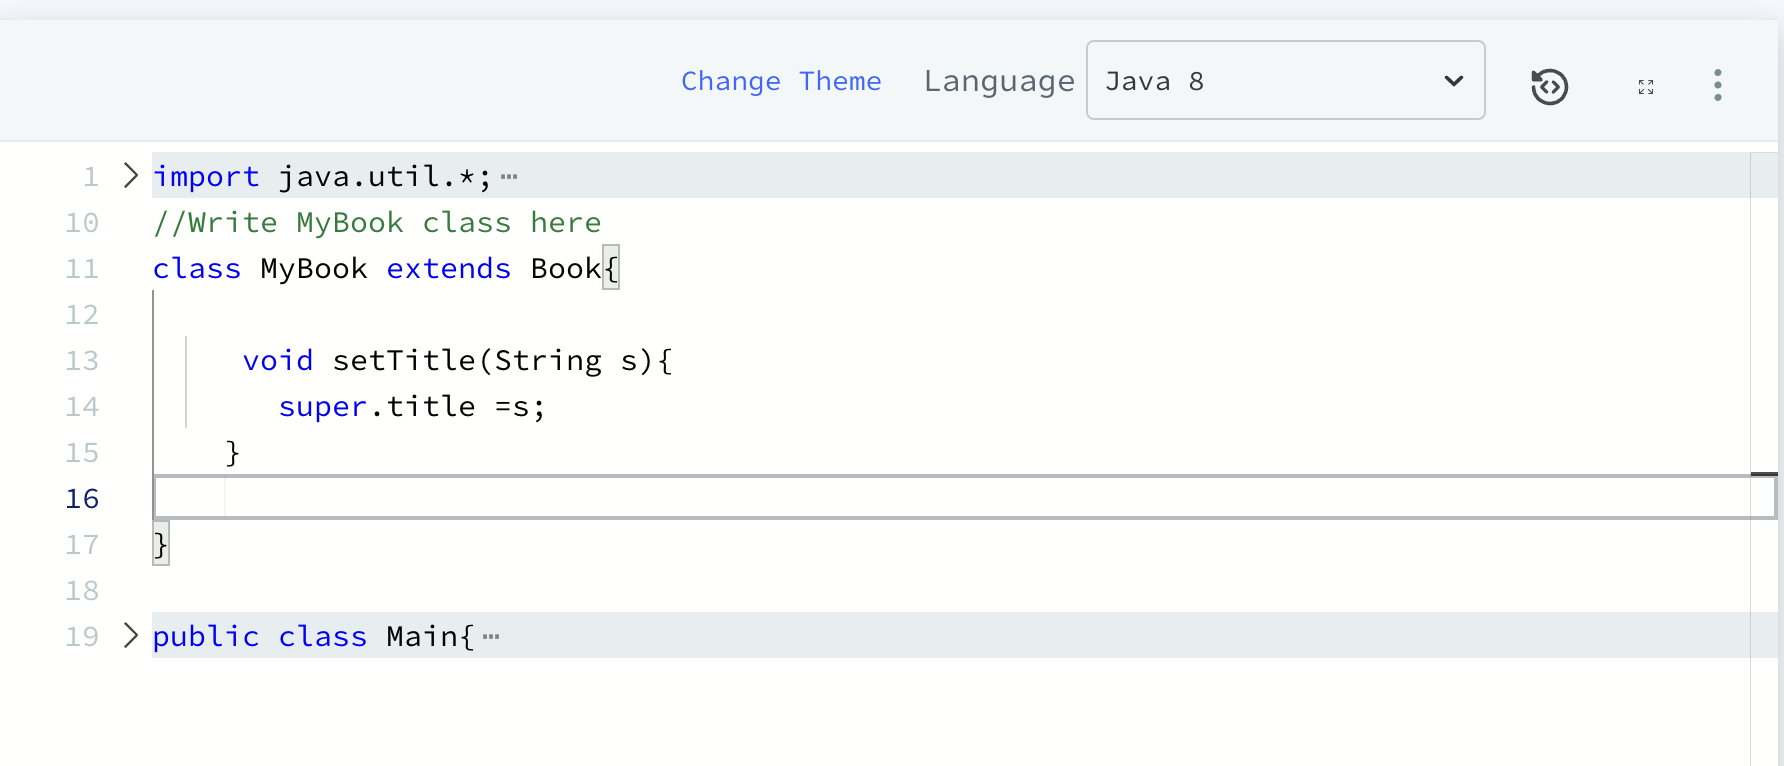 Change Theme Language Java 8
1 import java.util.*;⋯
10 //Write MyBook class here
11 class MyBook extends Book{
12
13 void setTitle(String s){
14 super.title =s;
15 }
16
17 }
18
19 public class Main{⋯